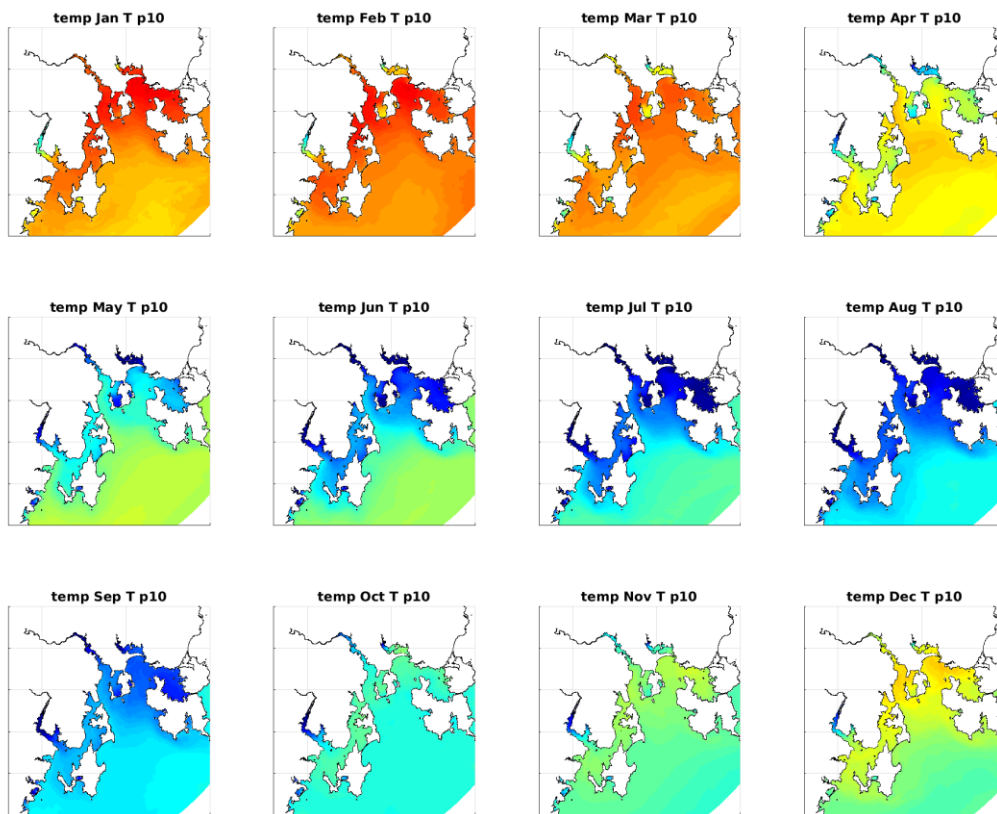 temp Jan T p10
temp Feb T p10
temp Mar T p10
temp Apr T p10
temp May T p10
temp Jun T p10
temp Jul T p10
temp Aug T p10
temp Sep T p10
temp Oct T p10
temp Nov T p10
temp Dec T p10